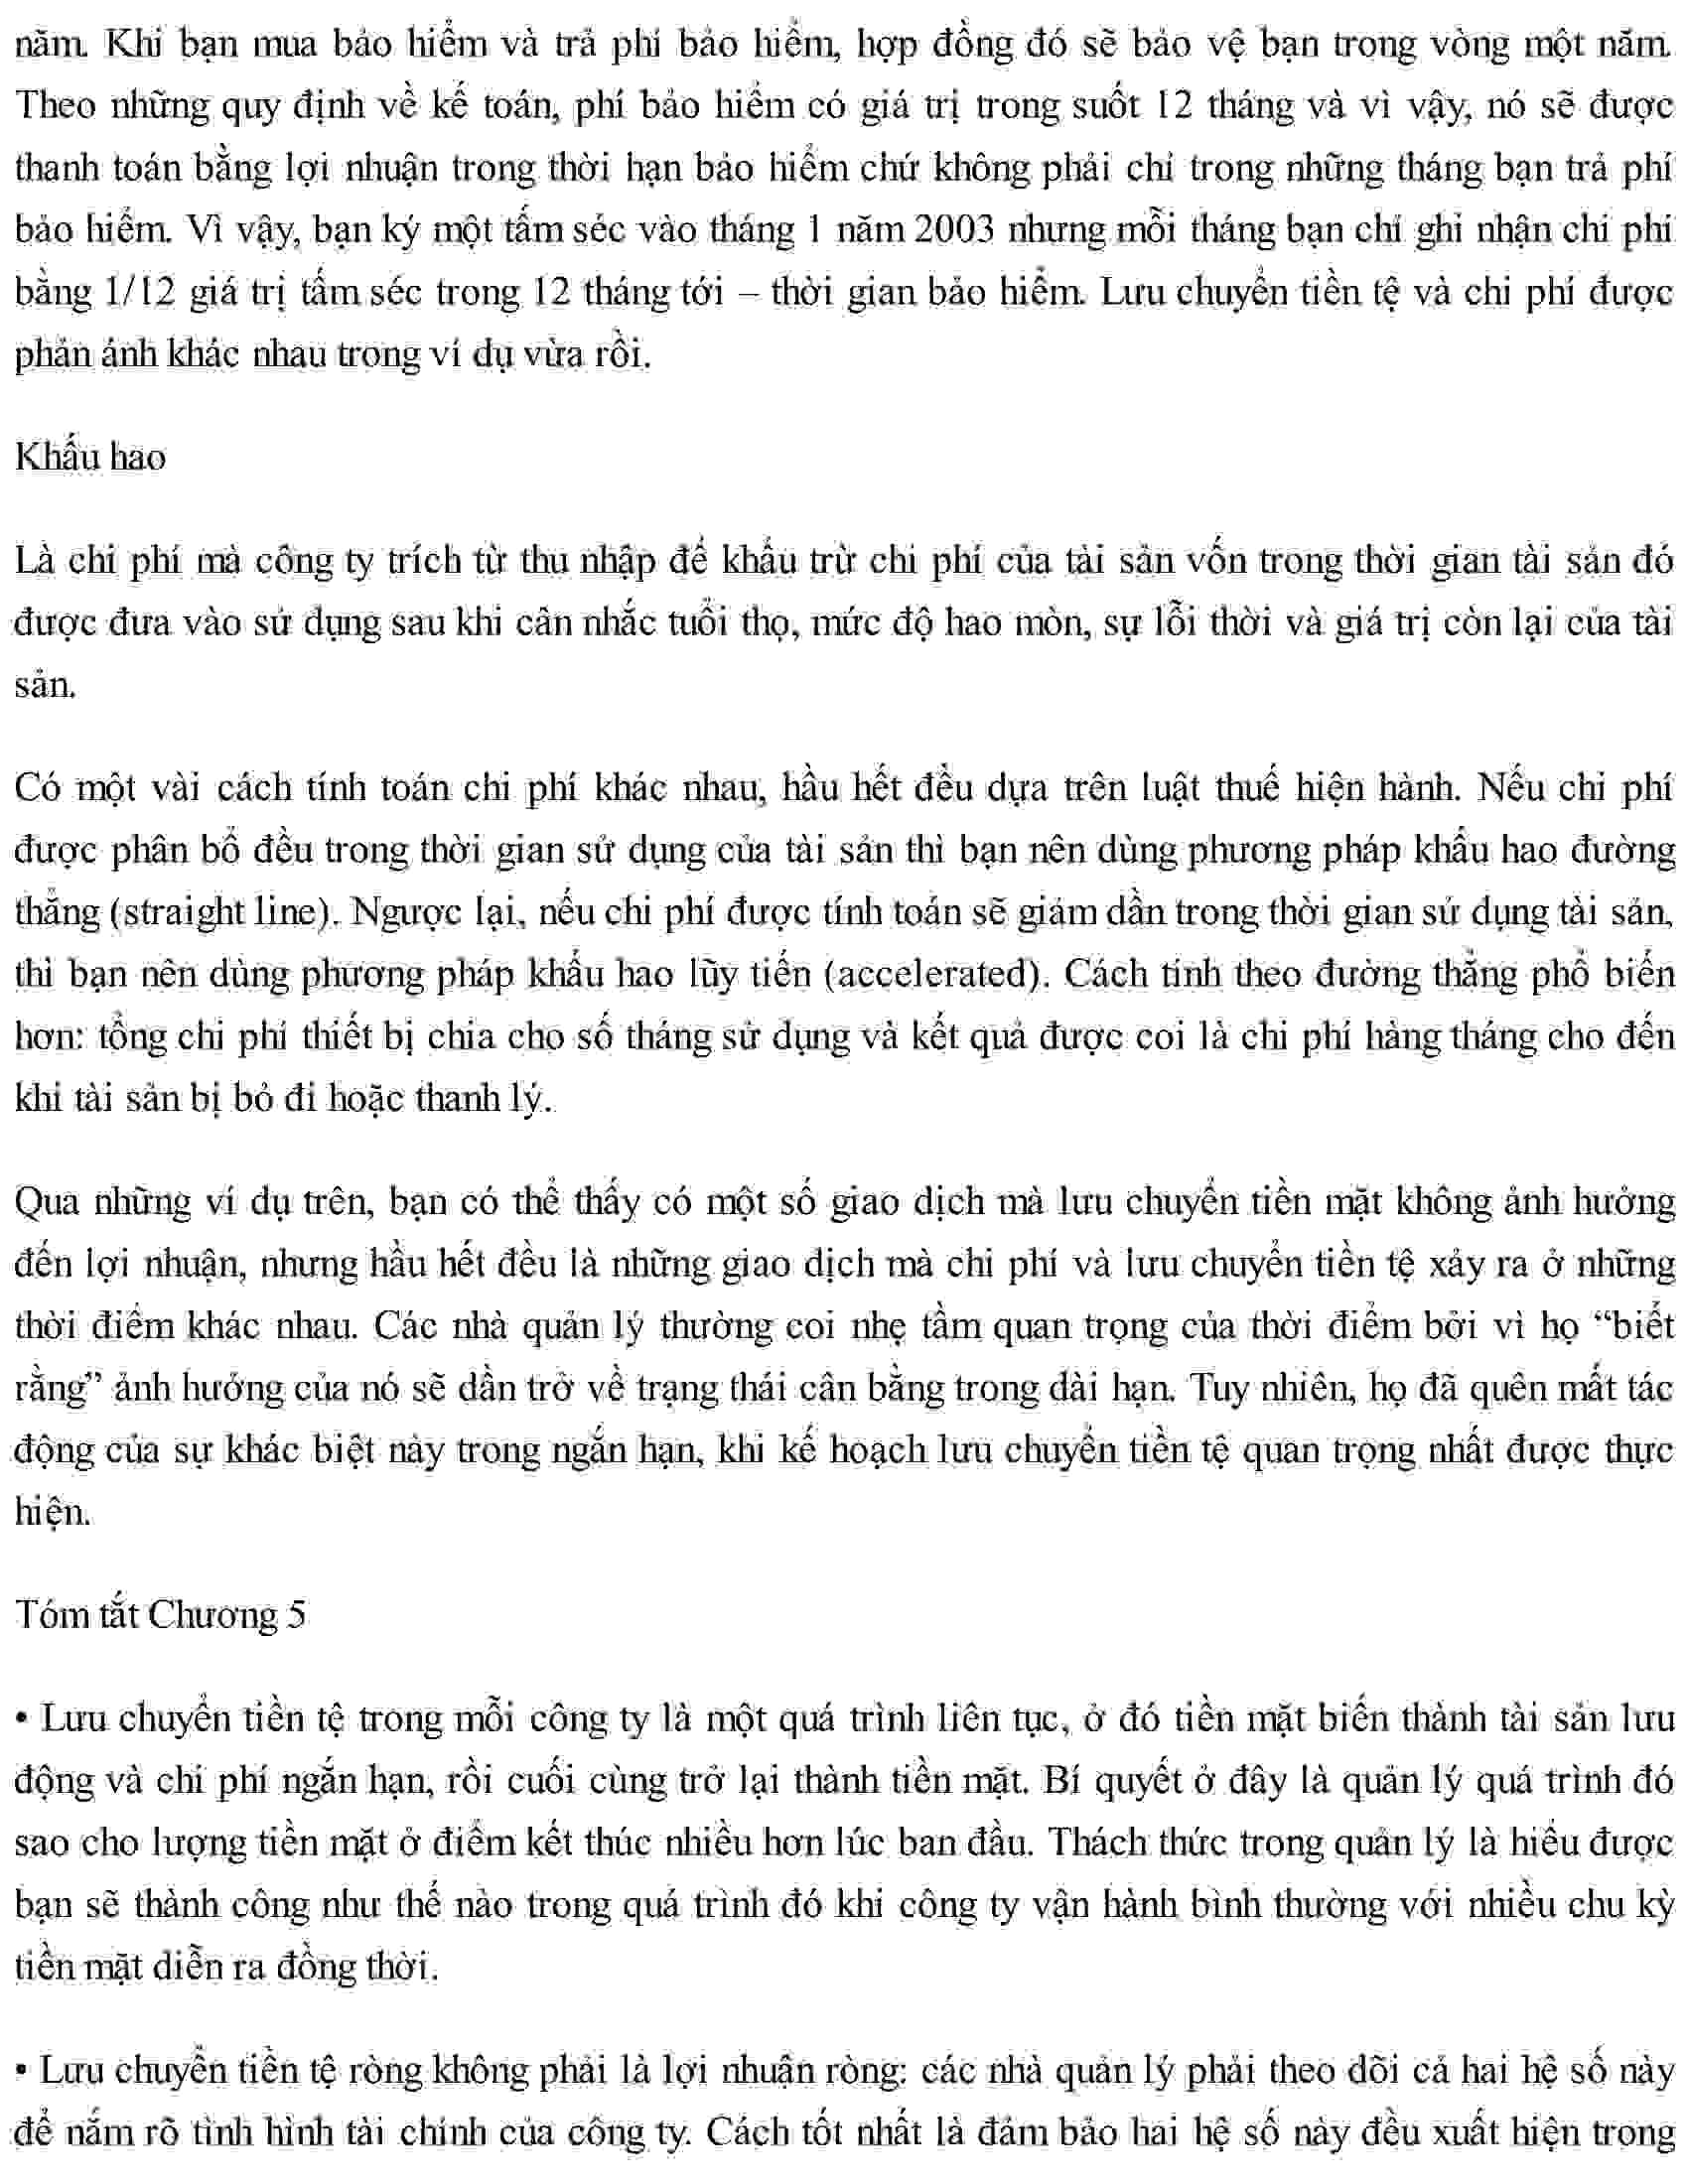 năm. Khi bạn mua bảo hiểm và trả phí bảo hiểm, hợp đồng đó sẽ bảo vệ bạn trong vòng một năm.
Theo những quy định về kế toán, phí bảo hiểm có giá trị trong suốt 12 tháng và vì vậy, nó sẽ được
thanh toán bằng lợi nhuận trong thời hạn bảo hiểm chứ không phải chỉ trong những tháng bạn trả phí
bảo hiểm. Vì vậy, bạn ký một tấm séc vào tháng 1 năm 2003 nhưng mỗi tháng bạn chỉ ghi nhận chi phí
bằng 1/12 giá trị tấm séc trong 12 tháng tới – thời gian bảo hiểm. Lưu chuyển tiền tệ và chi phí được
phản ánh khác nhau trong ví dụ vừa rồi.
Khấu hao
Là chi phí mà công ty trích từ thu nhập để khấu trừ chi phí của tài sản vốn trong thời gian tài sản đó
được đưa vào sử dụng sau khi cân nhắc tuổi thọ, mức độ hao mòn, sự lỗi thời và giá trị còn lại của tài
sản.
Có một vài cách tính toán chi phí khác nhau, hầu hết đều dựa trên luật thuế hiện hành. Nếu chi phí
được phân bổ đều trong thời gian sử dụng của tài sản thì bạn nên dùng phương pháp khấu hao đường
thẳng (straight line). Ngược lại, nếu chi phí được tính toán sẽ giảm dần trong thời gian sử dụng tài sản,
thì bạn nên dùng phương pháp khấu hao lũy tiến (accelerated). Cách tính theo đường thẳng phổ biến
hơn: tổng chi phí thiết bị chia cho số tháng sử dụng và kết quả được coi là chi phí hàng tháng cho đến
khi tài sản bị bỏ đi hoặc thanh lý.
Qua những ví dụ trên, bạn có thể thấy có một số giao dịch mà lưu chuyển tiền mặt không ảnh hưởng
đến lợi nhuận, nhưng hầu hết đều là những giao dịch mà chi phí và lưu chuyển tiền tệ xảy ra ở những
thời điểm khác nhau. Các nhà quản lý thường coi nhẹ tầm quan trọng của thời điểm bởi vì họ “biết
rằng” ảnh hưởng của nó sẽ dần trở về trạng thái cân bằng trong dài hạn. Tuy nhiên, họ đã quên mất tác
động của sự khác biệt này trong ngắn hạn, khi kế hoạch lưu chuyển tiền tệ quan trọng nhất được thực
hiện.
Tóm tắt Chương 5
• Lưu chuyển tiền tệ trong mỗi công ty là một quá trình liên tục, ở đó tiền mặt biến thành tài sản lưu
động và chi phí ngắn hạn, rồi cuối cùng trở lại thành tiền mặt. Bí quyết ở đây là quản lý quá trình đó
sao cho lượng tiền mặt ở điểm kết thúc nhiều hơn lúc ban đầu. Thách thức trong quản lý là hiểu được
bạn sẽ thành công như thế nào trong quá trình đó khi công ty vận hành bình thường với nhiều chu kỳ
tiền mặt diễn ra đồng thời.
• Lưu chuyển tiền tệ ròng không phải là lợi nhuận ròng: các nhà quản lý phải theo dõi cả hai hệ số này
để nắm rõ tình hình tài chính của công ty. Cách tốt nhất là đảm bảo hai hệ số này đều xuất hiện trong